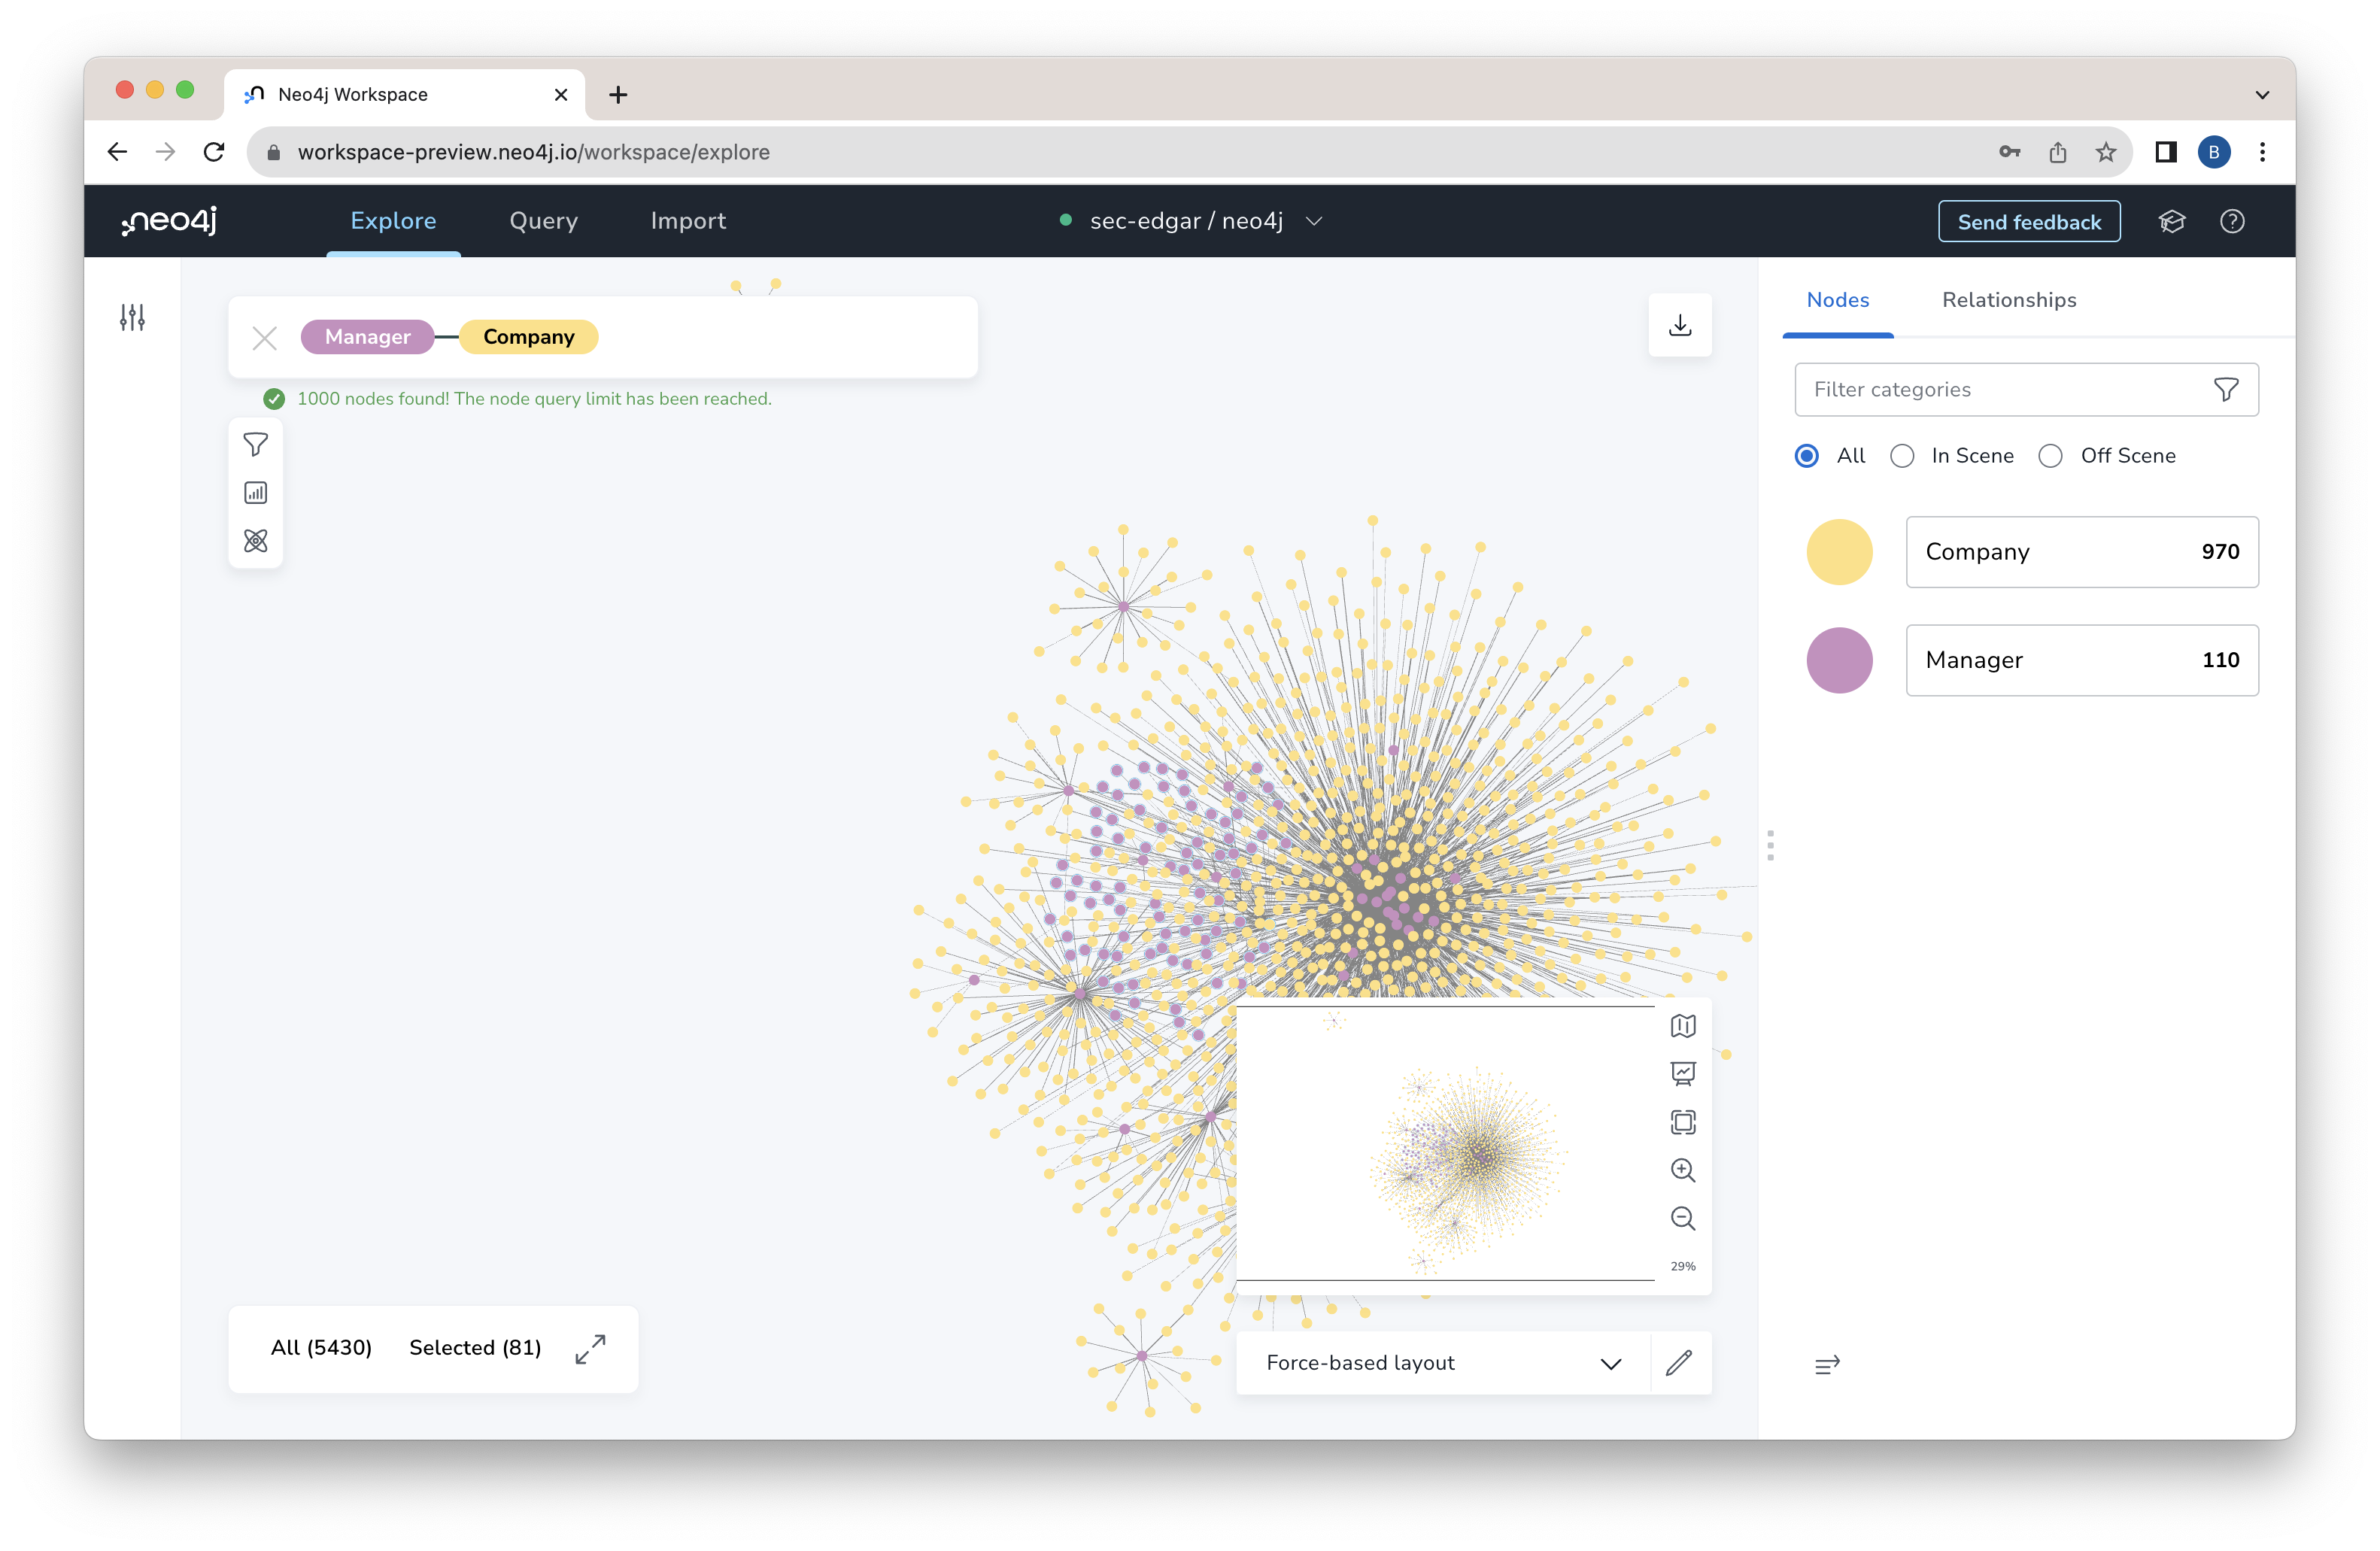 Neo4j Workspace
workspace-preview.neo4j.io/workspace/explore
B
neo4j
Explore
Query
Import
sec-edgar / neo4j
Send feedback
Manager
Company
1000 nodes found! The node query limit has been reached.
Nodes
Relationships
Filter categories
All
In Scene
Off Scene
Company 970
Manager 110
29%
All (5430)
Selected (81)
Force-based layout